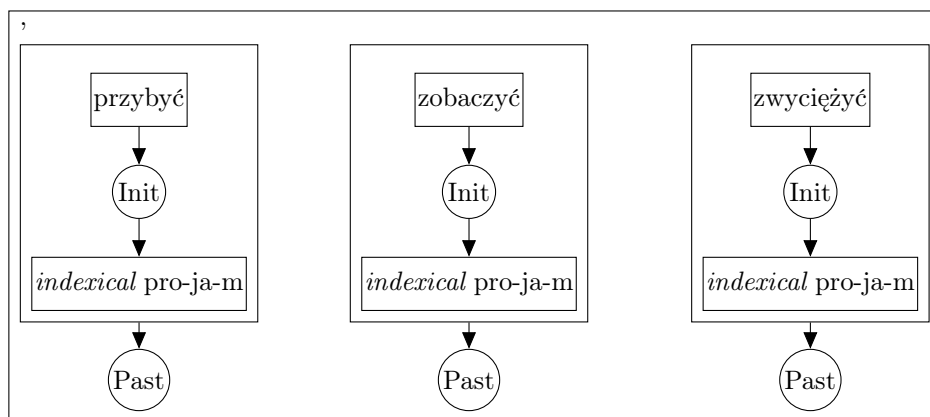 ,
przybyć zobaczyć zwyciężyć
Init Init Init
indexical pro-ja-m indexical pro-ja-m indexical pro-ja-m
Past Past Past